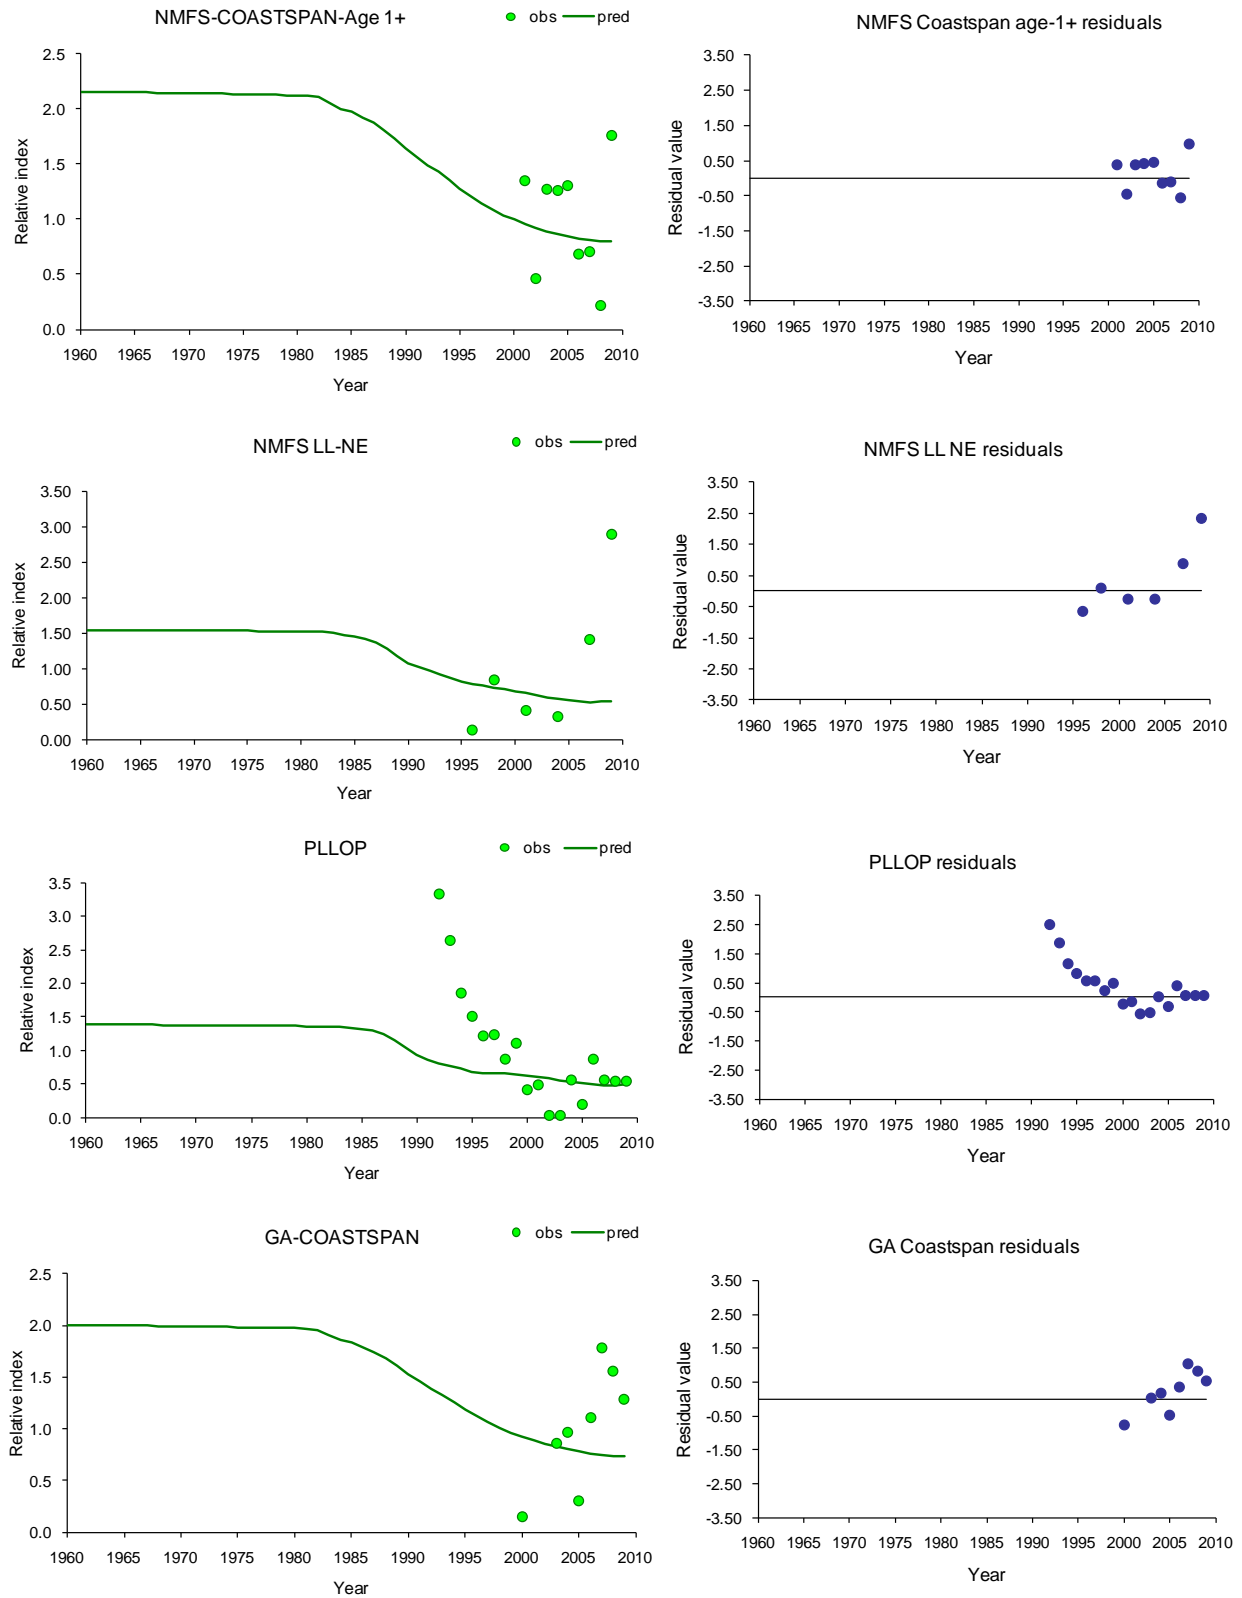 NMFS-COASTSPAN-Age 1+
obs pred
2.5
2.0
1.5
1.0
0.5
0.0
Relative index
1960 1965 1970 1975 1980 1985 1990 1995 2000 2005 2010
Year
NMFS Coastspan age-1+ residuals
3.50
2.50
1.50
0.50
-0.50
-1.50
-2.50
-3.50
Residual value
1960 1965 1970 1975 1980 1985 1990 1995 2000 2005 2010
Year
NMFS LL-NE
obs pred
3.50
3.00
2.50
2.00
1.50
1.00
0.50
0.00
Relative index
1960 1965 1970 1975 1980 1985 1990 1995 2000 2005 2010
Year
NMFS LL NE residuals
3.50
2.50
1.50
0.50
-0.50
-1.50
-2.50
-3.50
Residual value
1960 1965 1970 1975 1980 1985 1990 1995 2000 2005 2010
Year
PLLOP
obs pred
3.5
3.0
2.5
2.0
1.5
1.0
0.5
0.0
Relative index
1960 1965 1970 1975 1980 1985 1990 1995 2000 2005 2010
Year
PLLOP residuals
3.50
2.50
1.50
0.50
-0.50
-1.50
-2.50
-3.50
Residual value
1960 1965 1970 1975 1980 1985 1990 1995 2000 2005 2010
Year
GA-COASTSPAN
obs pred
2.5
2.0
1.5
1.0
0.5
0.0
Relative index
1960 1965 1970 1975 1980 1985 1990 1995 2000 2005 2010
Year
GA Coastspan residuals
3.50
2.50
1.50
0.50
-0.50
-1.50
-2.50
-3.50
Residual value
1960 1965 1970 1975 1980 1985 1990 1995 2000 2005 2010
Year